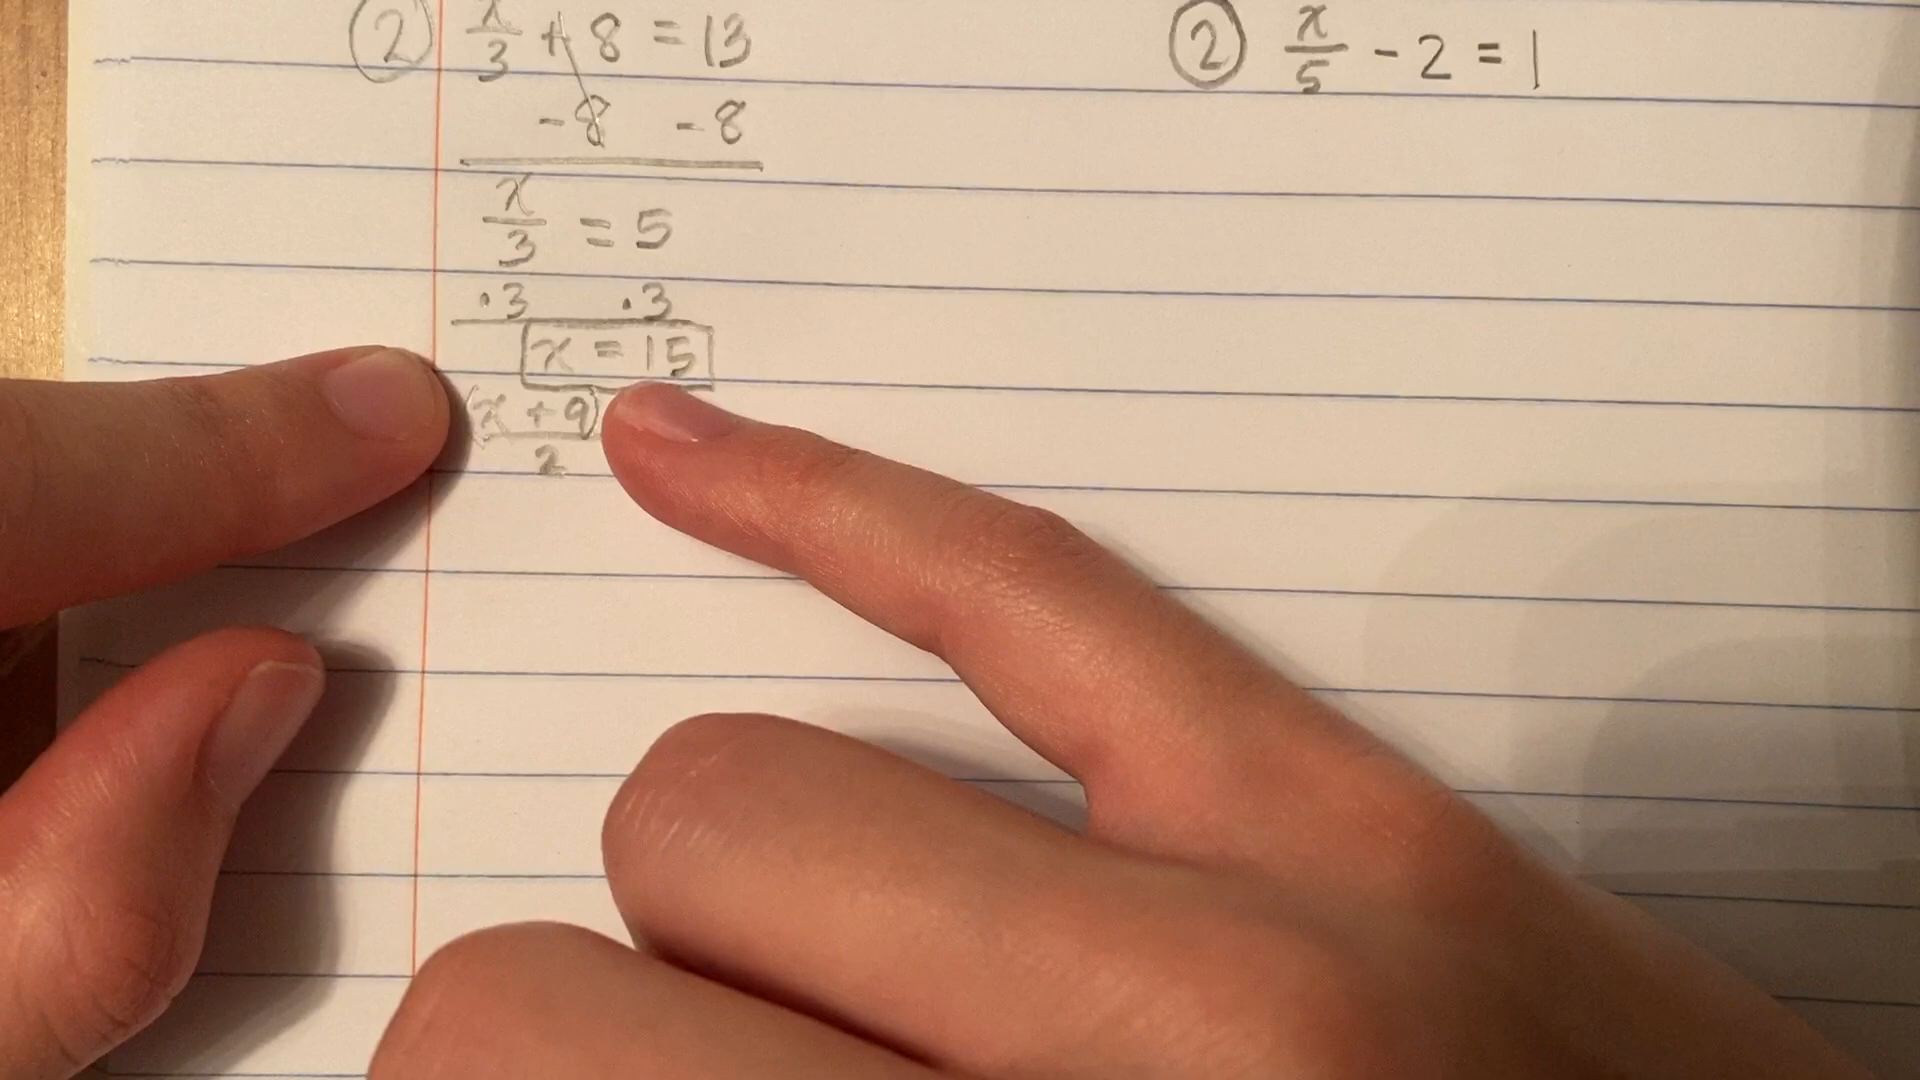 ② x/3 + 8 = 13
-8 -8
x/3 = 5
·3 ·3
x = 15
(x + 9)/2
② x/5 - 2 = 1